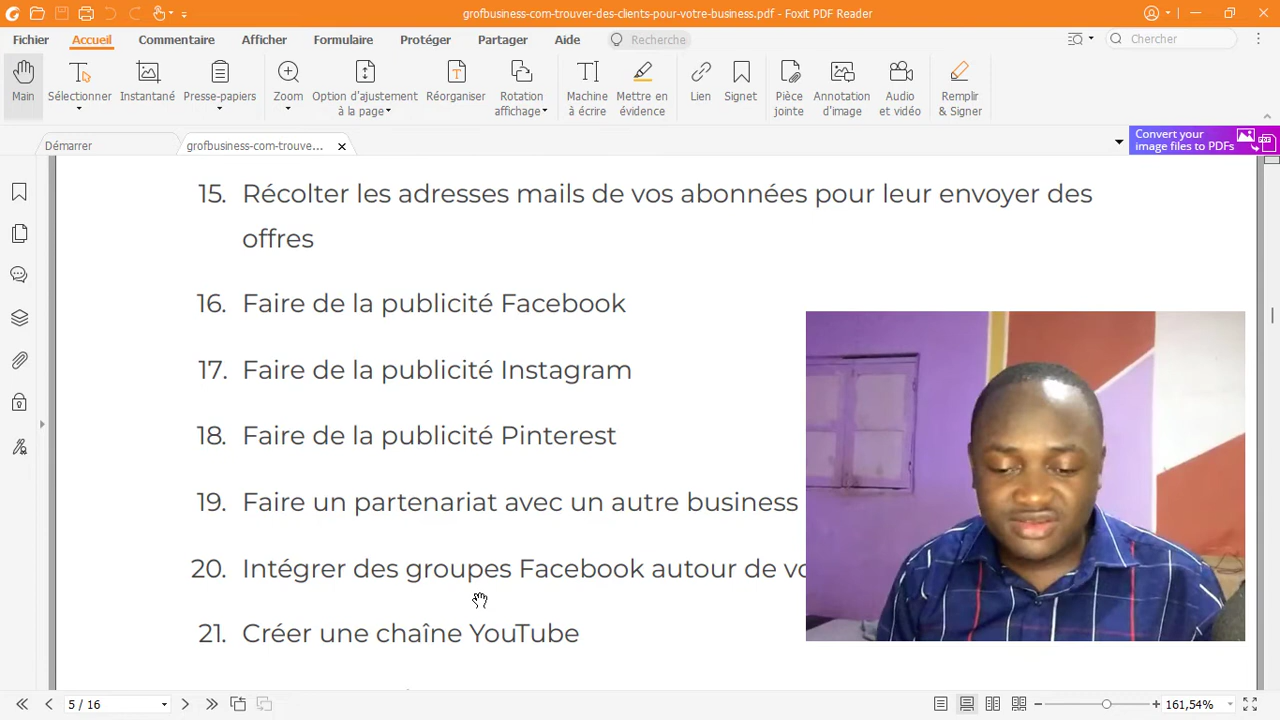 grofbusiness-com-trouver-des-clients-pour-votre-business.pdf - Foxit PDF Reader
Fichier Accueil Commentaire Afficher Formulaire Protéger Partager Aide Recherche Chercher
Main Sélectionner Instantané Presse-papiers Zoom Option d'ajustement à la page Réorganiser Rotation affichage Machine à écrire Mettre en évidence Lien Signet Pièce jointe Annotation d'image Audio et vidéo Remplir & Signer
Démarrer grofbusiness-com-trouve... Convert your image files to PDFs
15. Récolter les adresses mails de vos abonnées pour leur envoyer des
offres
16. Faire de la publicité Facebook
17. Faire de la publicité Instagram
18. Faire de la publicité Pinterest
19. Faire un partenariat avec un autre business
20. Intégrer des groupes Facebook autour de
21. Créer une chaîne YouTube
5 / 16 161,54%